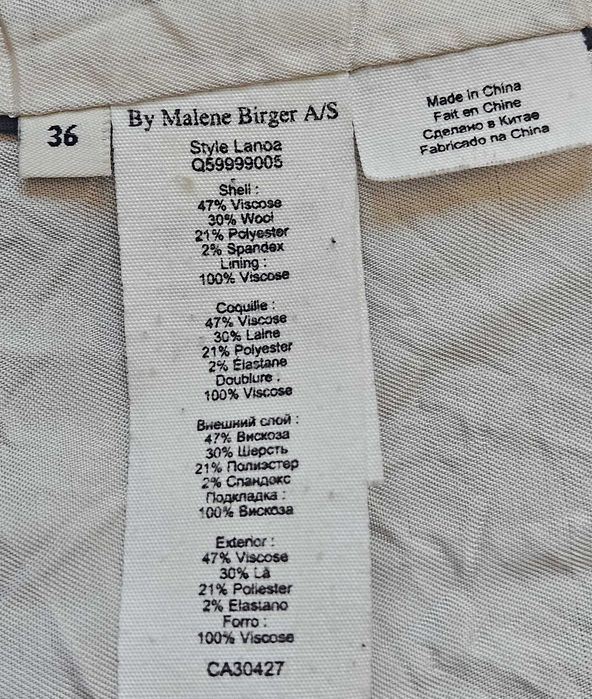 36
By Malene Birger A/S
Style Lanoa
Q59999005
Shell :
47% Viscose
30% Wool
21% Polyester
2% Spandex
Lining :
100% Viscose
Coquille :
47% Viscose
30% Laine
21% Polyester
2% Élastane
Doublure :
100% Viscose
Внешний слой :
47% Вискоза
30% Шерсть
21% Полиэстер
2% Спандекс
Подкладка :
100% Вискоза
Exterior :
47% Viscose
30% Lã
21% Poliester
2% Elastano
Forro :
100% Viscose
CA30427
Made in China
Fait en Chine
Сделано в Китае
Fabricado na China